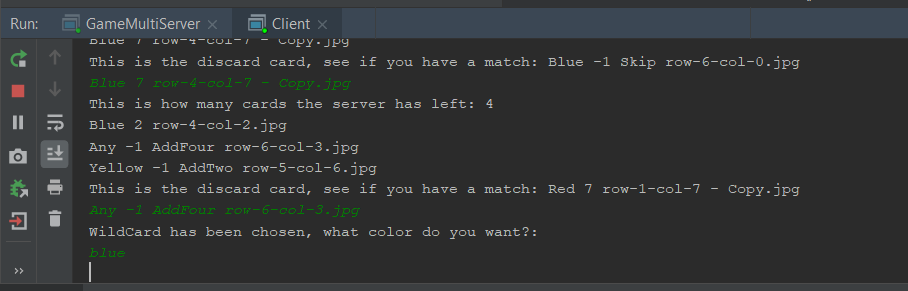 Run: GameMultiServer × Client ×
Blue 7 row-4-col-7 - Copy.jpg
This is the discard card, see if you have a match: Blue -1 Skip row-6-col-0.jpg
Blue 7 row-4-col-7 - Copy.jpg
This is how many cards the server has left: 4
Blue 2 row-4-col-2.jpg
Any -1 AddFour row-6-col-3.jpg
Yellow -1 AddTwo row-5-col-6.jpg
This is the discard card, see if you have a match: Red 7 row-1-col-7 - Copy.jpg
Any -1 AddFour row-6-col-3.jpg
WildCard has been chosen, what color do you want?:
blue